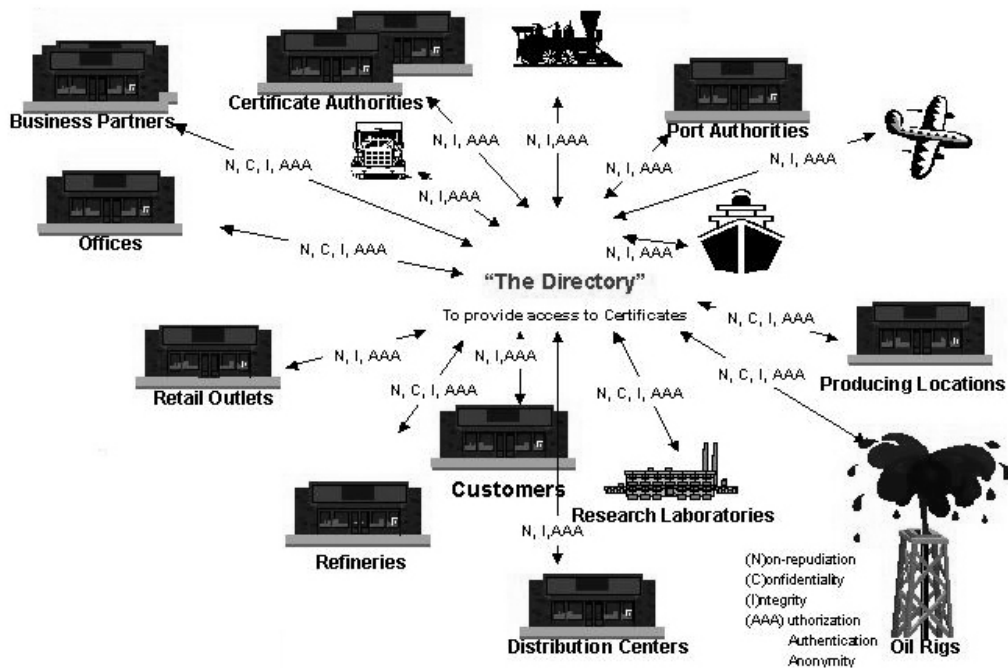 Certificate Authorities
Business Partners
Port Authorities
N, I, AAA
N, I,AAA
N, I, AAA
N, I, AAA
N, C, I, AAA
N, I,AAA
Offices
N, C, I, AAA
N, I, AAA
“The Directory”
To provide access to Certificates
N, C, I, AAA
N, I, AAA
N, I,AAA
N, C, I, AAA
N, C, I, AAA
N, C, I, AAA
Retail Outlets
Producing Locations
Customers
Research Laboratories
N, I,AAA
Refineries
(N)on-repudiation
(C)onfidentiality
(I)ntegrity
(AAA) uthorization
Authentication
Anonymity
Distribution Centers
Oil Rigs